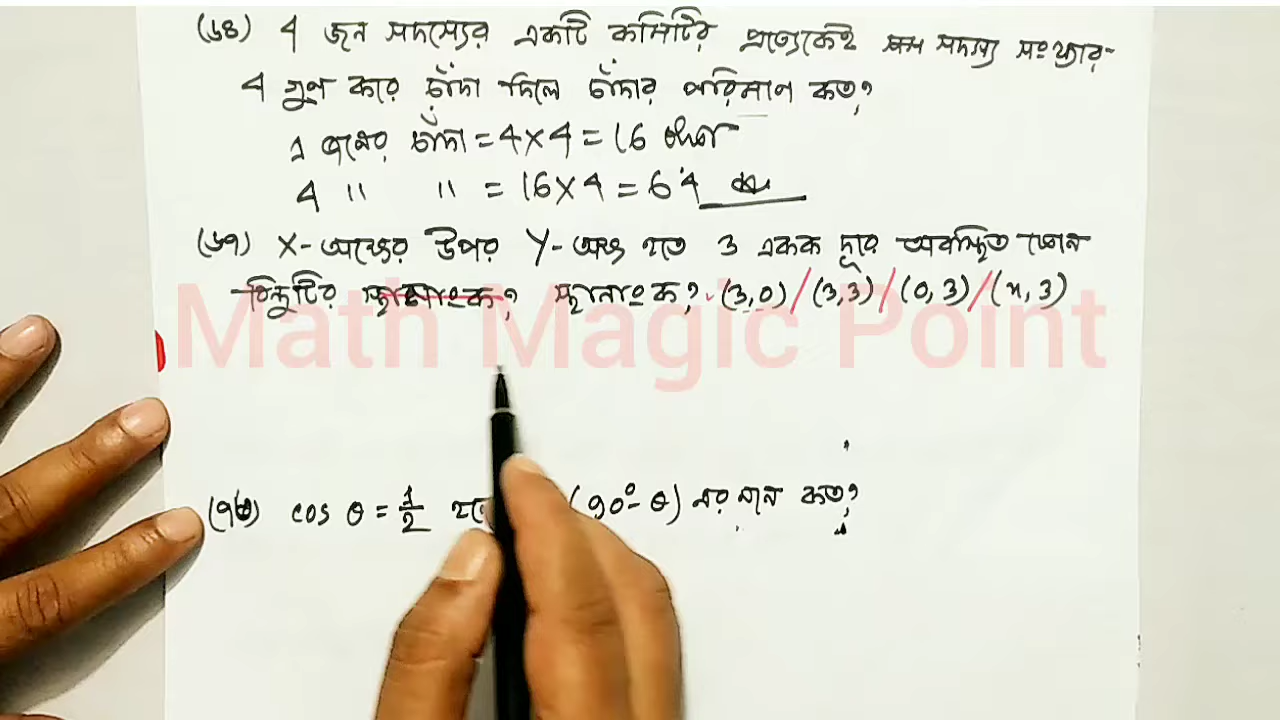 (৬৪) 4 জন সদস্যের একটি কমিটির প্রত্যেকেই সদস্য সংখ্যার-
4 গুণ করে চাঁদা দিলে চাঁদার পরিমান কত?
1 জনের চাঁদা = 4×4 = 16 টাকা
4 " " = 16×4 = 64
(৬৭) X-অক্ষের উপর Y-অক্ষ হতে 3 একক দূরে অবস্থিত কোন
বিন্দুটির স্থানাংক? স্থানাংক? (3,0)/(3,3)/(0,3)/(x,3)
Math Magic Point
cos θ = 1/2 (90°-θ) এর মান কত?